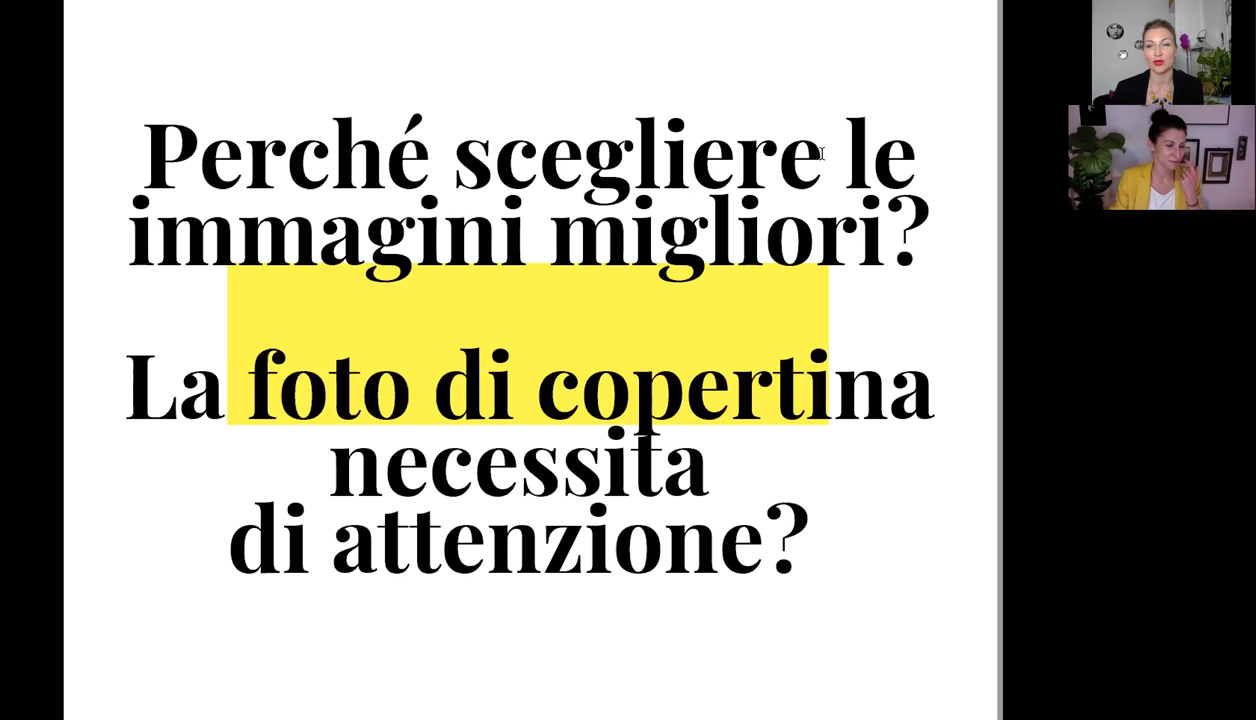 Perché scegliere le
immagini migliori?
La foto di copertina
necessita
di attenzione?